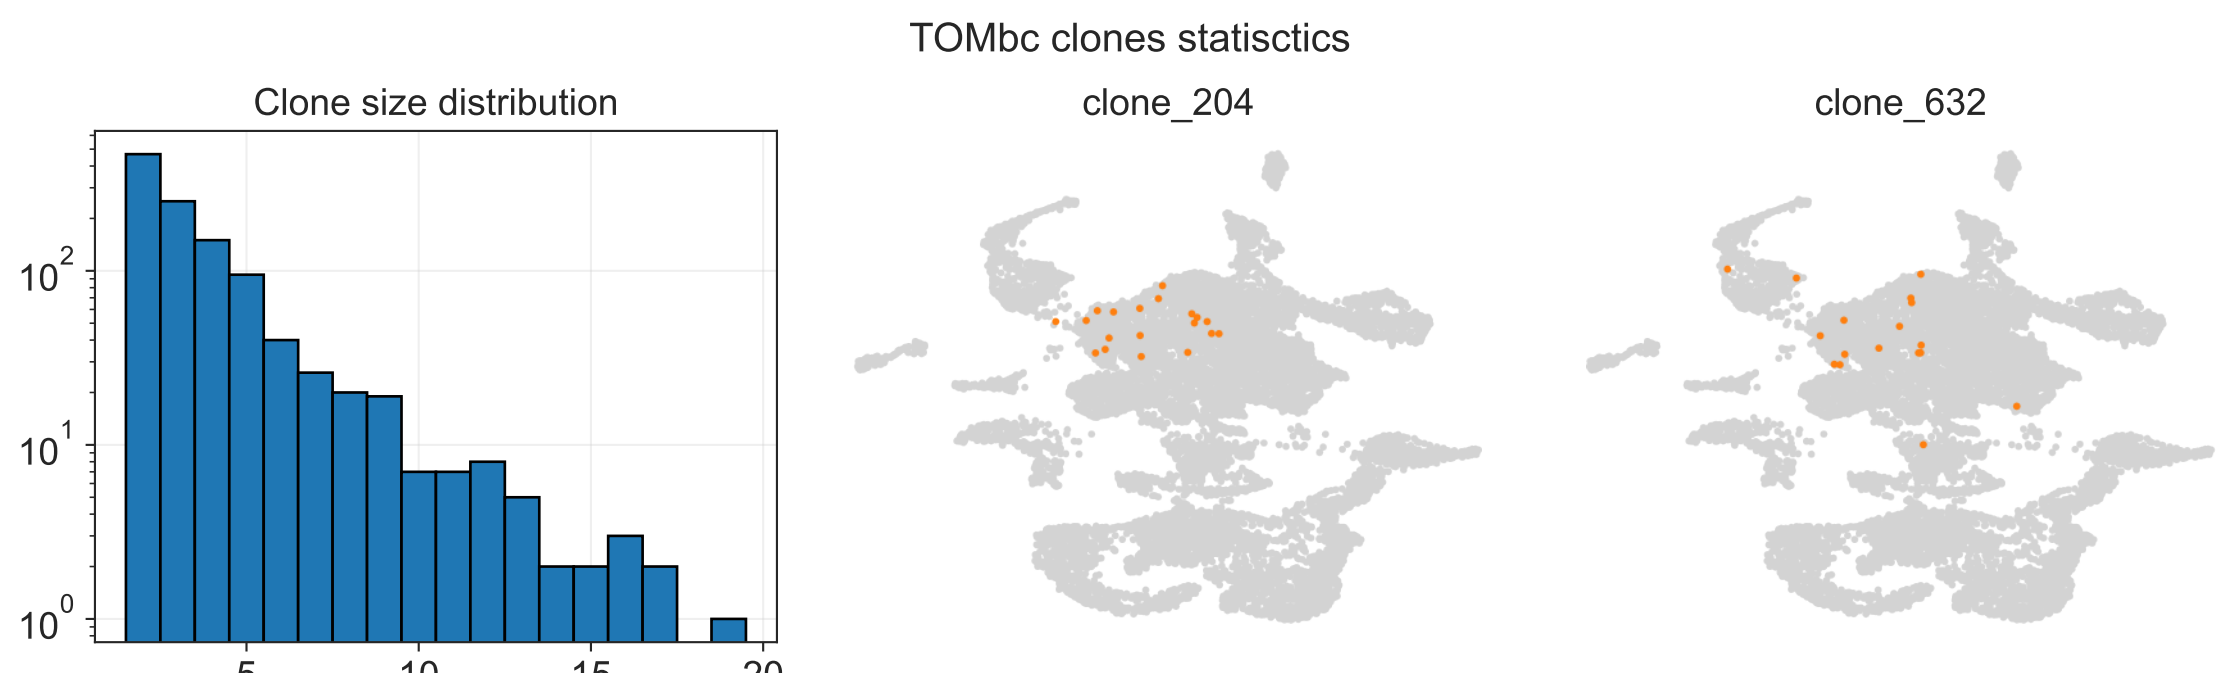 TOMbc clones statisctics
Clone size distribution
clone_204
clone_632
10^2
10^1
10^0
5 10 15 20